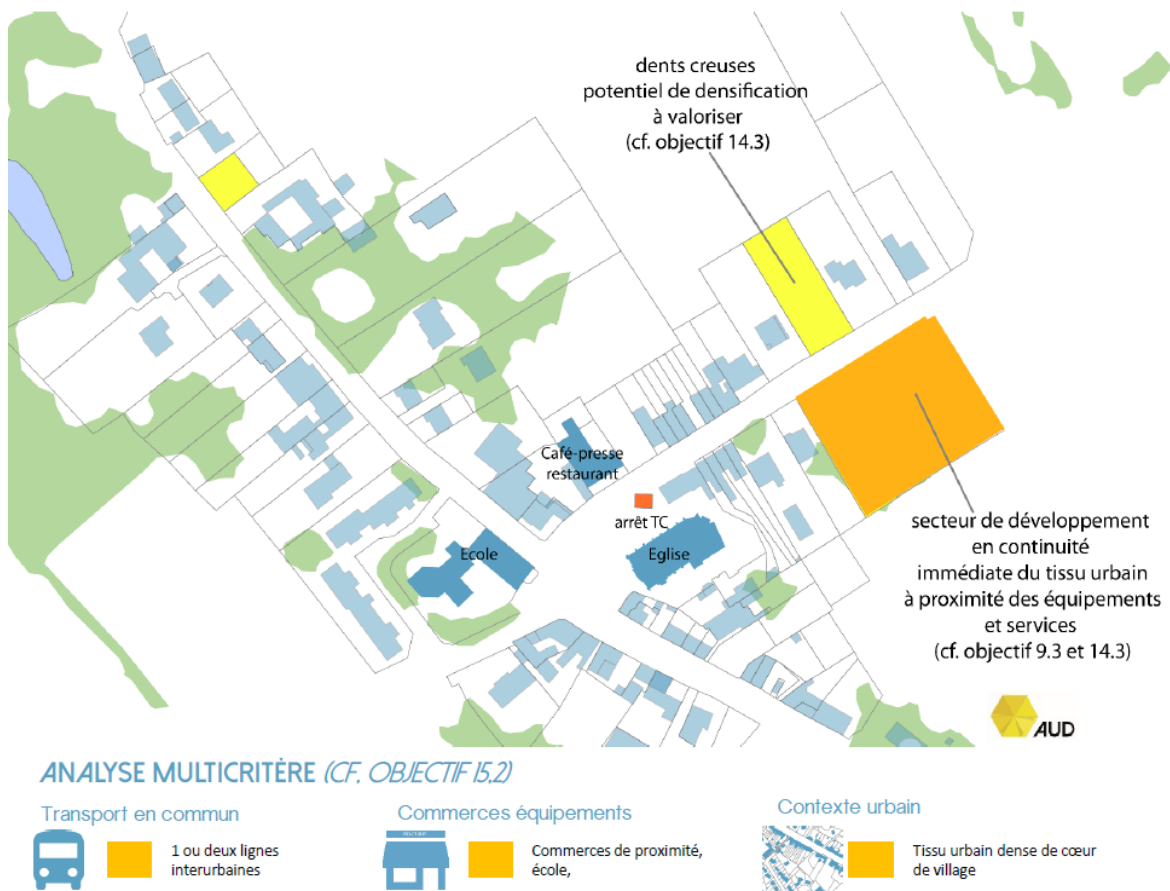 dents creuses
potentiel de densification
à valoriser
(cf. objectif 14.3)
Café-presse
restaurant
arrêt TC
Ecole
Eglise
secteur de développement
en continuité
immédiate du tissu urbain
à proximité des équipements
et services
(cf. objectif 9.3 et 14.3)
AUD
ANALYSE MULTICRITÈRE (CF. OBJECTIF 15,2)
Transport en commun
1 ou deux lignes
interurbaines
Commerces équipements
Commerces de proximité,
école,
Contexte urbain
Tissu urbain dense de cœur
de village